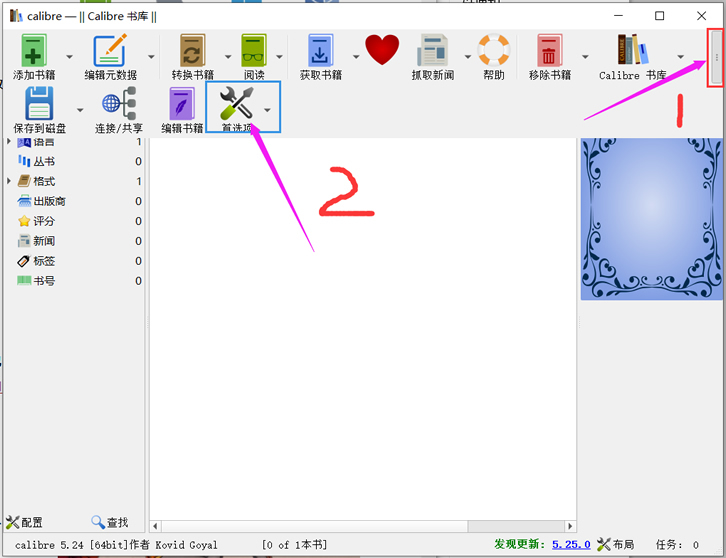 calibre — || Calibre 书库 ||
添加书籍 编辑元数据 转换书籍 阅读 获取书籍 抓取新闻 帮助 移除书籍 Calibre 书库
1
保存到磁盘 连接/共享 编辑书籍 首选项
语言 1
丛书 0
2
格式 1
出版商 0
评分 0
新闻 0
标签 0
书号 0
配置 查找
calibre 5.24 [64bit]作者 Kovid Goyal [0 of 1本书] 发现更新: 5.25.0 布局 任务: 0